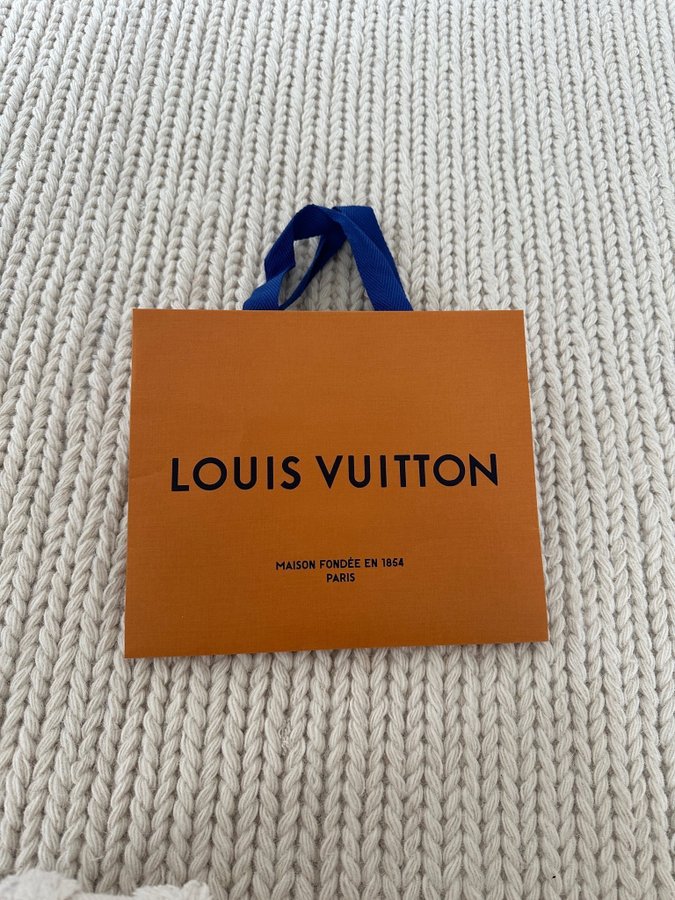 LOUIS VUITTON
MAISON FONDÉE EN 1854
PARIS